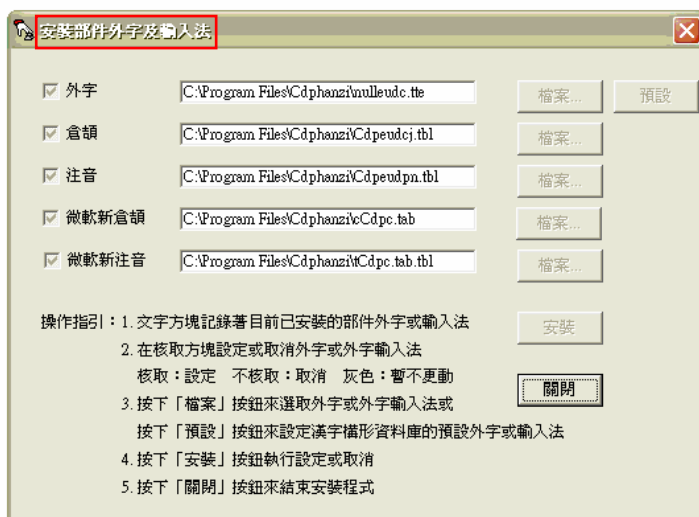 安裝部件外字及輸入法
外字 C:\Program Files\Cdphanzi\nulleudc.tte 檔案... 預設
倉頡 C:\Program Files\Cdphanzi\Cdpeudcj.tbl 檔案...
注音 C:\Program Files\Cdphanzi\Cdpeudpn.tbl 檔案...
微軟新倉頡 C:\Program Files\Cdphanzi\cCdpc.tab 檔案...
微軟新注音 C:\Program Files\Cdphanzi\tCdpc.tab.tbl 檔案...
操作指引：1. 文字方塊記錄著目前已安裝的部件外字或輸入法 安裝
2. 在核取方塊設定或取消外字或外字輸入法
核取：設定 不核取：取消 灰色：暫不更動 關閉
3. 按下「檔案」按鈕來選取外字或外字輸入法或
按下「預設」按鈕來設定漢字構形資料庫的預設外字或輸入法
4. 按下「安裝」按鈕執行設定或取消
5. 按下「關閉」按鈕來結束安裝程式